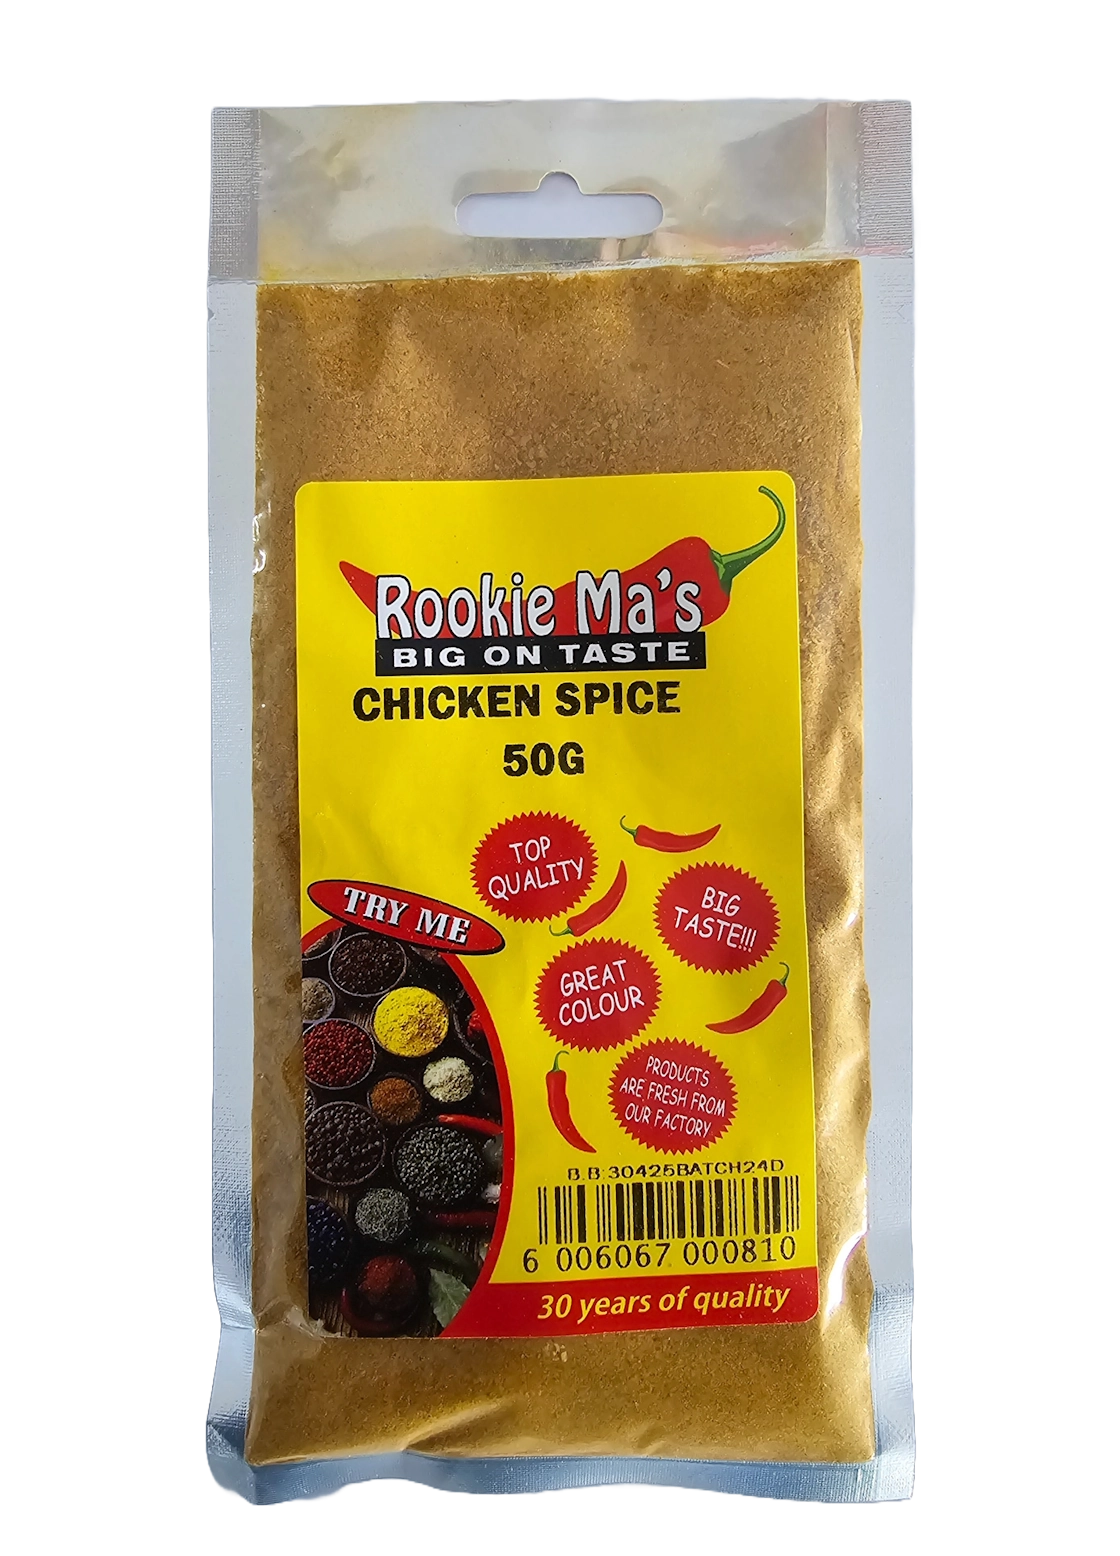 Rookie Ma's
BIG ON TASTE
CHICKEN SPICE
50G
TOP
QUALITY
BIG
TASTE!!!
TRY ME
GREAT
COLOUR
PRODUCTS
ARE FRESH FROM
OUR FACTORY
B.B:30425BATCH24D
6 006067 000810
30 years of quality